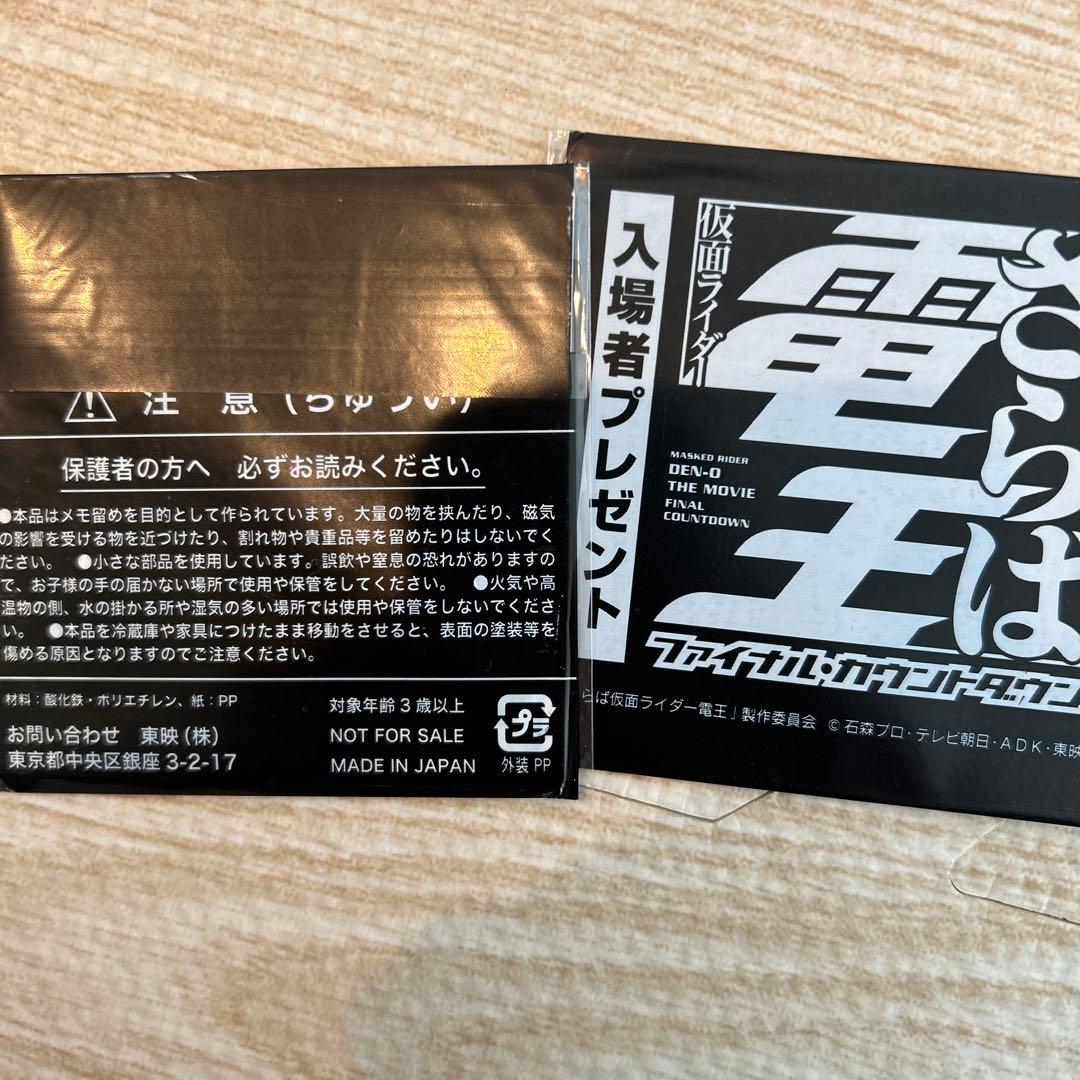 注 意（ちゅうい）
保護者の方へ 必ずお読みください。
●本品はメモ留めを目的として作られています。大量の物を挟んだり、磁気
の影響を受ける物を近づけたり、割れ物や貴重品等を留めたりはしないでく
ださい。 ●小さな部品を使用しています。誤飲や窒息の恐れがありますの
で、お子様の手の届かない場所で使用や保管をしてください。 ●火気や高
温物の側、水の掛かる所や湿気の多い場所では使用や保管をしないでくださ
い。 ●本品を冷蔵庫や家具につけたまま移動をさせると、表面の塗装等を
傷める原因となりますのでご注意ください。
材料：酸化鉄・ポリエチレン、紙：PP
お問い合わせ 東映（株）
東京都中央区銀座 3-2-17
対象年齢 3 歳以上
NOT FOR SALE
MADE IN JAPAN
プラ
外装 PP
入場者プレゼント
さらば
仮面ライダー
電王
MASKED RIDER
DEN-O
THE MOVIE
FINAL
COUNTDOWN
ファイナル・カウントダウン
らば仮面ライダー電王」製作委員会 © 石森プロ・テレビ朝日・ADK・東映